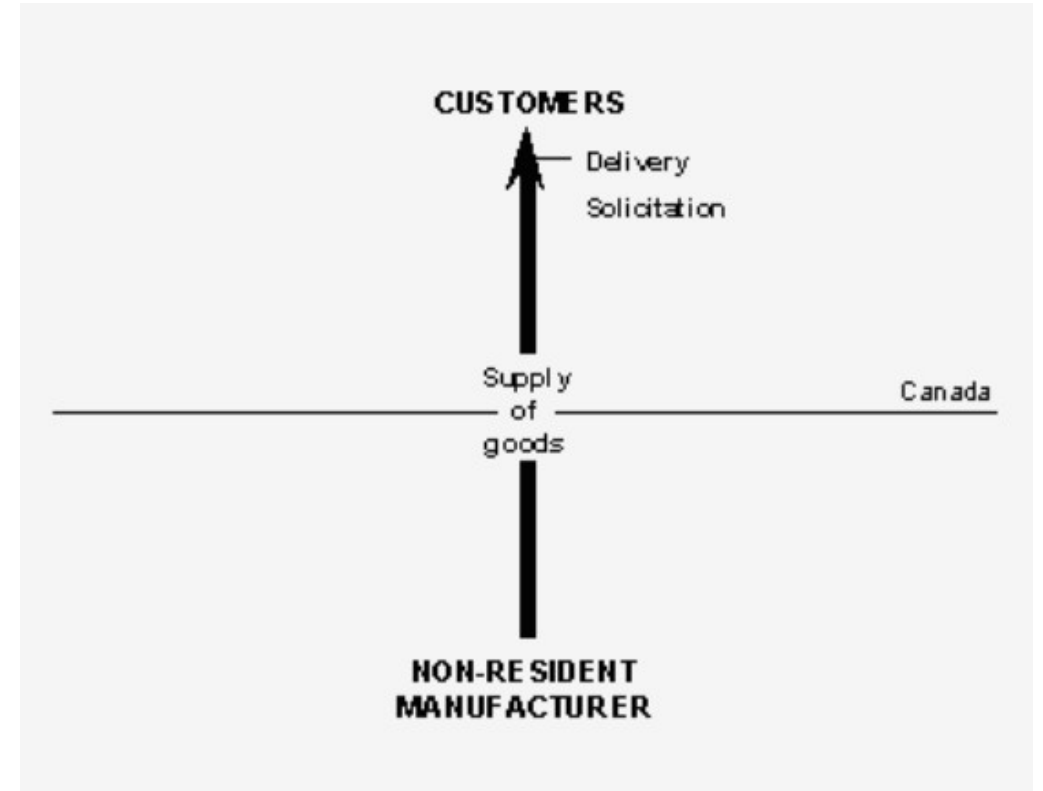 CUSTOMERS
Delivery
Solicitation
Supply
of
goods
Canada
NON-RESIDENT
MANUFACTURER